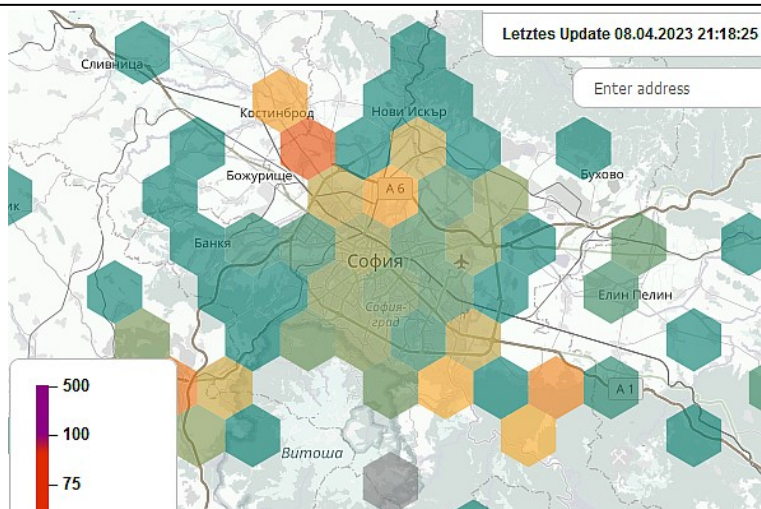 Letztes Update 08.04.2023 21:18:25
Enter address
Сливница
Костинброд
Нови Искър
Божурище
А 6
Бухово
ик
Банкя
София
Елин Пелин
София-
град
А 1
Витоша
500
100
75